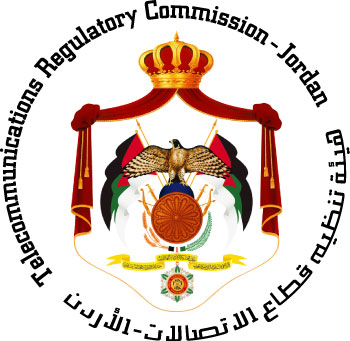 Telecommunications Regulatory Commission - Jordan
هيئة تنظيم قطاع الاتصالات - الأردن